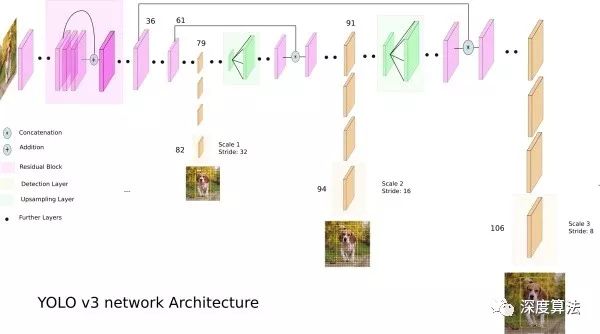 36
61
79
91
82
Scale 1
Stride: 32
94
Scale 2
Stride: 16
106
Scale 3
Stride: 8
Concatenation
Addition
Residual Block
Detection Layer
Upsampling Layer
Further Layers
...
YOLO v3 network Architecture
深度算法